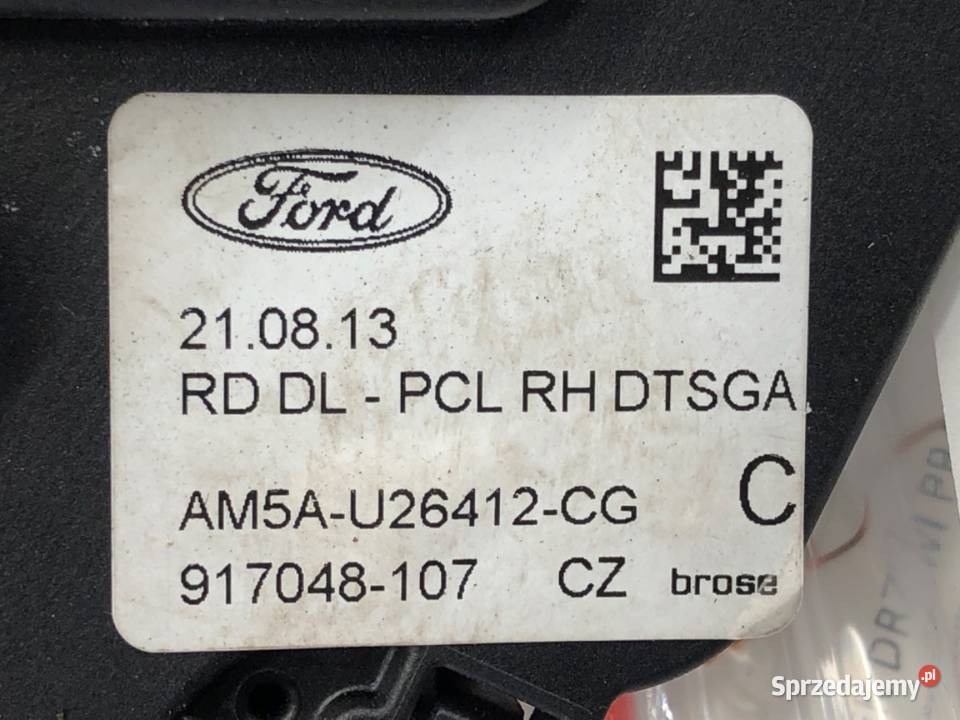 Ford
21.08.13
RD DL - PCL RH DTSGA
AM5A-U26412-CG
C
917048-107 CZ brose
Sprzedajemy.pl